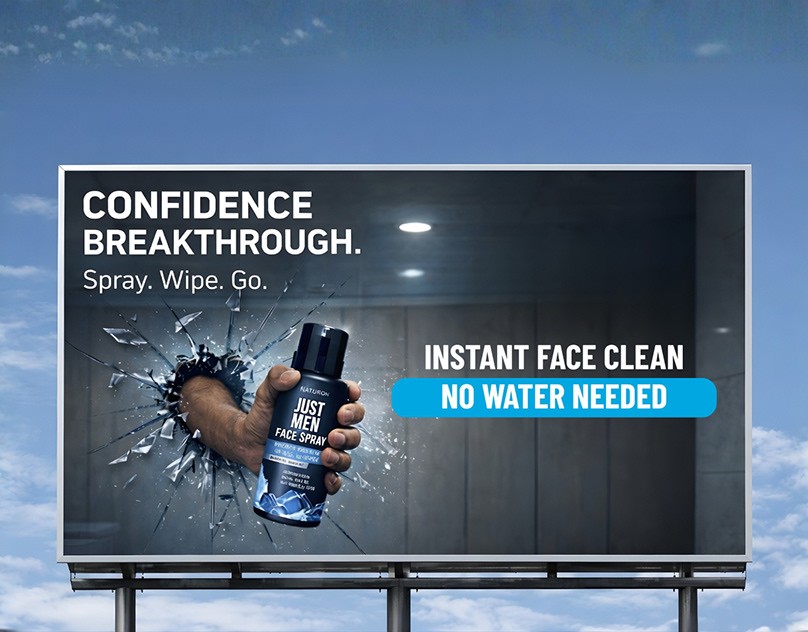 CONFIDENCE
BREAKTHROUGH.
Spray. Wipe. Go.
INSTANT FACE CLEAN
NO WATER NEEDED
NATURON
JUST
MEN
FACE SPRAY